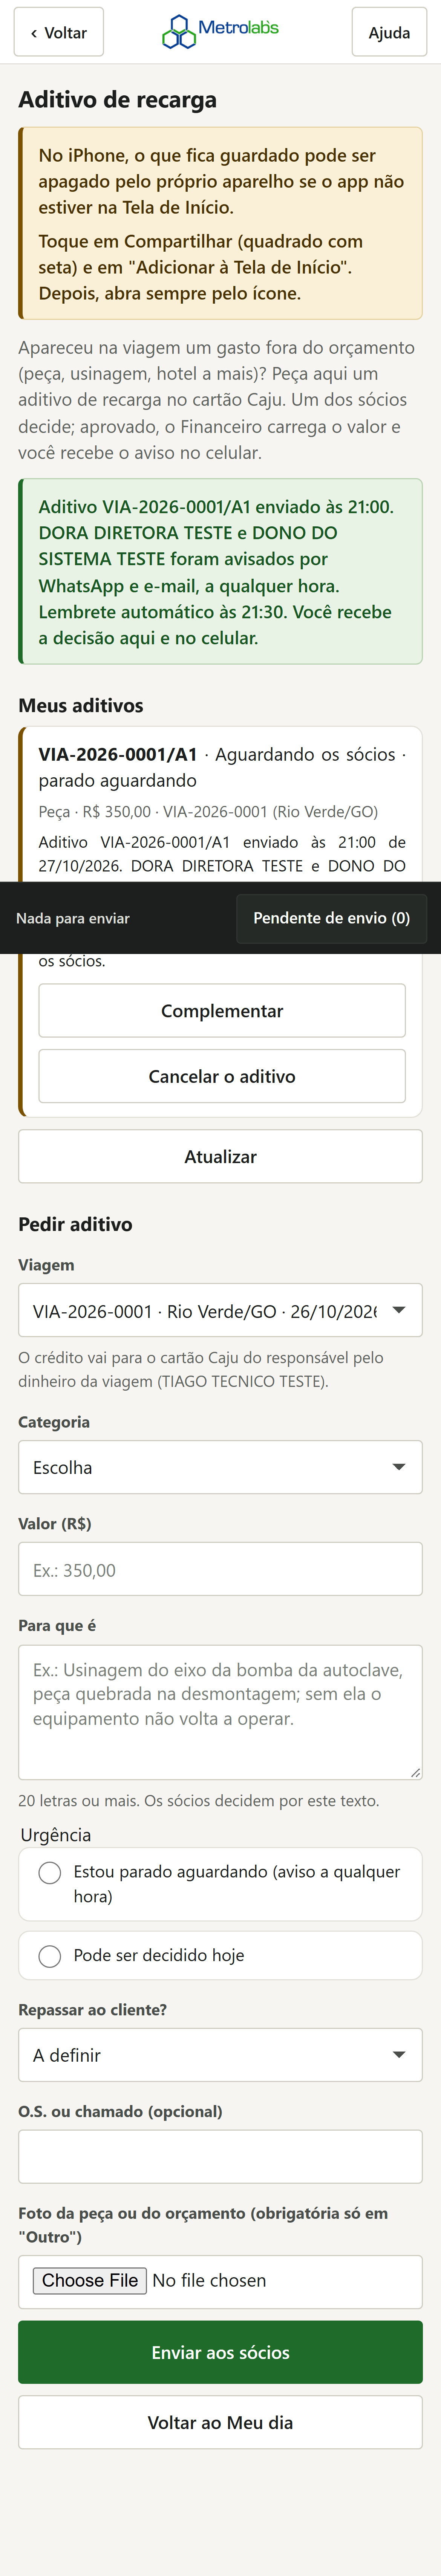 ‹ Voltar
Metrolabs
Ajuda
Aditivo de recarga
No iPhone, o que fica guardado pode ser
apagado pelo próprio aparelho se o app não
estiver na Tela de Início.
Toque em Compartilhar (quadrado com
seta) e em "Adicionar à Tela de Início".
Depois, abra sempre pelo ícone.
Apareceu na viagem um gasto fora do orçamento
(peça, usinagem, hotel a mais)? Peça aqui um
aditivo de recarga no cartão Caju. Um dos sócios
decide; aprovado, o Financeiro carrega o valor e
você recebe o aviso no celular.
Aditivo VIA-2026-0001/A1 enviado às 21:00.
DORA DIRETORA TESTE e DONO DO
SISTEMA TESTE foram avisados por
WhatsApp e e-mail, a qualquer hora.
Lembrete automático às 21:30. Você recebe
a decisão aqui e no celular.
Meus aditivos
VIA-2026-0001/A1 · Aguardando os sócios ·
parado aguardando
Peça · R$ 350,00 · VIA-2026-0001 (Rio Verde/GO)
Aditivo VIA-2026-0001/A1 enviado às 21:00 de
27/10/2026. DORA DIRETORA TESTE e DONO DO
Nada para enviar
Pendente de envio (0)
os sócios.
Complementar
Cancelar o aditivo
Atualizar
Pedir aditivo
Viagem
VIA-2026-0001 · Rio Verde/GO · 26/10/2026
O crédito vai para o cartão Caju do responsável pelo
dinheiro da viagem (TIAGO TECNICO TESTE).
Categoria
Escolha
Valor (R$)
Ex.: 350,00
Para que é
Ex.: Usinagem do eixo da bomba da autoclave,
peça quebrada na desmontagem; sem ela o
equipamento não volta a operar.
20 letras ou mais. Os sócios decidem por este texto.
Urgência
Estou parado aguardando (aviso a qualquer
hora)
Pode ser decidido hoje
Repassar ao cliente?
A definir
O.S. ou chamado (opcional)
Foto da peça ou do orçamento (obrigatória só em
"Outro")
Choose File No file chosen
Enviar aos sócios
Voltar ao Meu dia